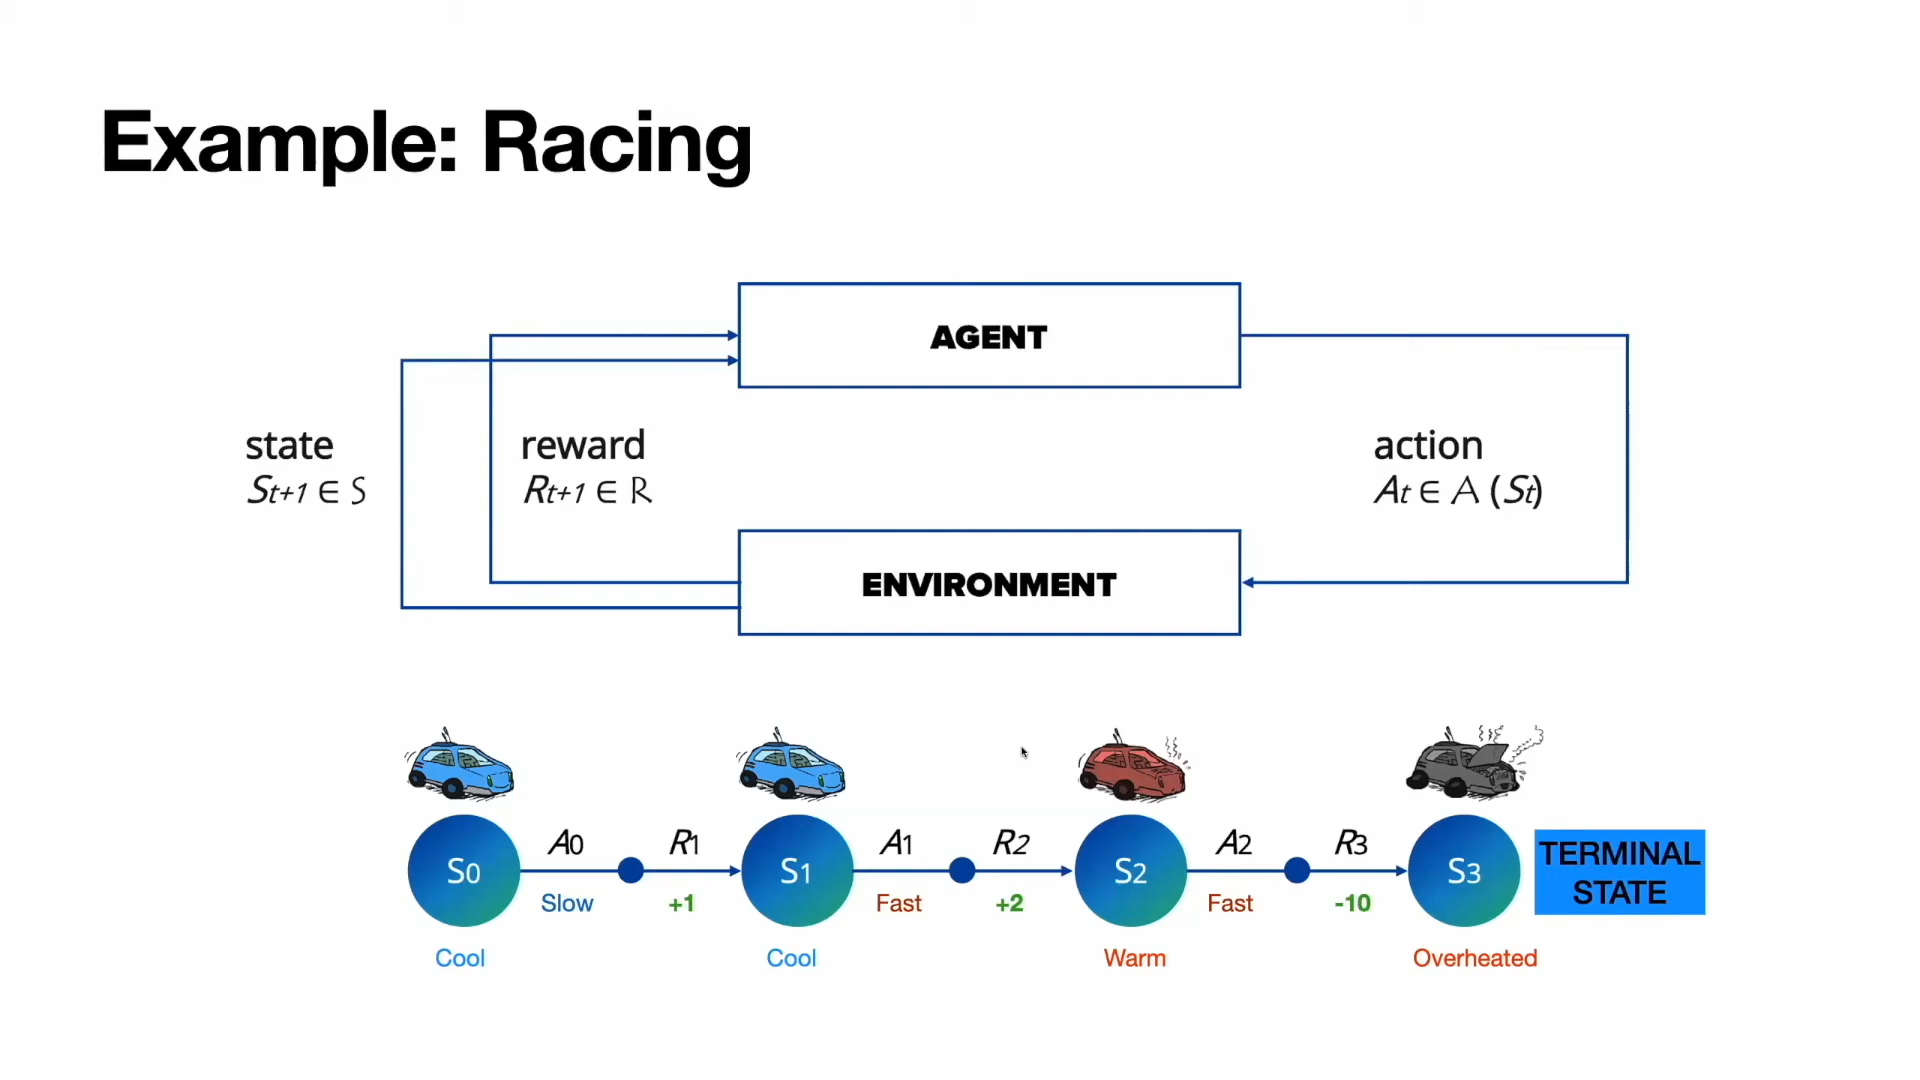 Example: Racing
AGENT
state
St+1 ∈ S
reward
Rt+1 ∈ R
action
At ∈ A (St)
ENVIRONMENT
S0 A0 R1 S1 A1 R2 S2 A2 R3 S3
TERMINAL
STATE
Slow +1 Fast +2 Fast -10
Cool Cool Warm Overheated